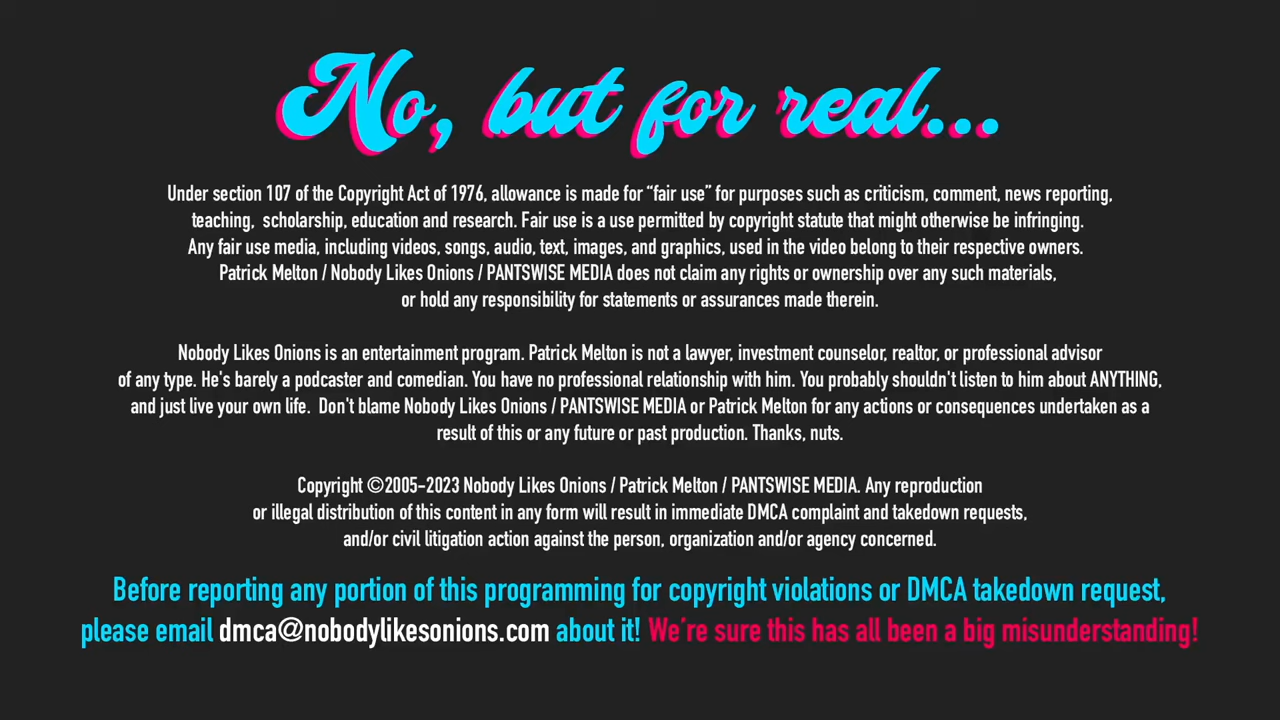 No, but for real...
Under section 107 of the Copyright Act of 1976, allowance is made for “fair use” for purposes such as criticism, comment, news reporting,
teaching,  scholarship, education and research. Fair use is a use permitted by copyright statute that might otherwise be infringing.
Any fair use media, including videos, songs, audio, text, images, and graphics, used in the video belong to their respective owners.
Patrick Melton / Nobody Likes Onions / PANTSWISE MEDIA does not claim any rights or ownership over any such materials,
or hold any responsibility for statements or assurances made therein.
Nobody Likes Onions is an entertainment program. Patrick Melton is not a lawyer, investment counselor, realtor, or professional advisor
of any type. He's barely a podcaster and comedian. You have no professional relationship with him. You probably shouldn't listen to him about ANYTHING,
and just live your own life.  Don't blame Nobody Likes Onions / PANTSWISE MEDIA or Patrick Melton for any actions or consequences undertaken as a
result of this or any future or past production. Thanks, nuts.
Copyright ©2005-2023 Nobody Likes Onions / Patrick Melton / PANTSWISE MEDIA. Any reproduction
or illegal distribution of this content in any form will result in immediate DMCA complaint and takedown requests,
and/or civil litigation action against the person, organization and/or agency concerned.
Before reporting any portion of this programming for copyright violations or DMCA takedown request,
please email dmca@nobodylikesonions.com about it! We're sure this has all been a big misunderstanding!